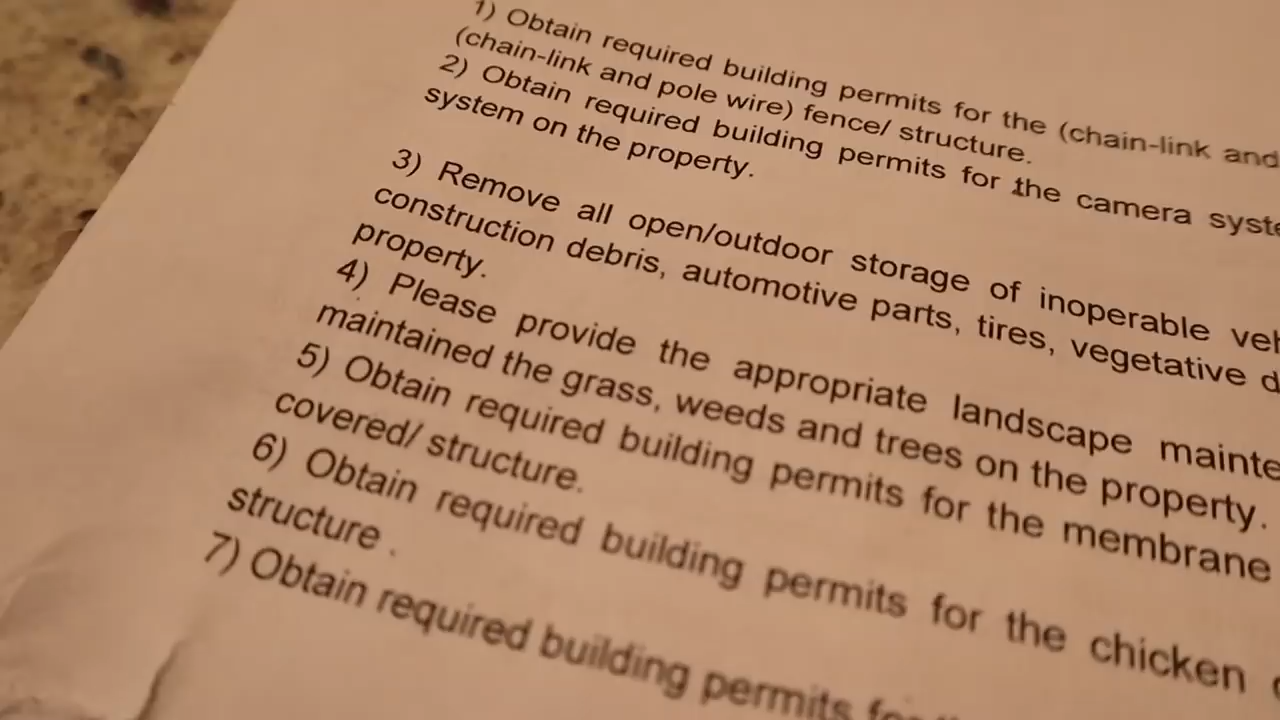 1) Obtain required building permits for the (chain-link and
(chain-link and pole wire) fence/ structure.
2) Obtain required building permits for the camera
system on the property.
3) Remove all open/outdoor storage of inoperable
construction debris, automotive parts, tires, vegetative
property.
4) Please provide the appropriate landscape
maintained the grass, weeds and trees on the property.
5) Obtain required building permits for the membrane
covered/ structure.
6) Obtain required building permits for the chicken
structure .
7) Obtain required building permits